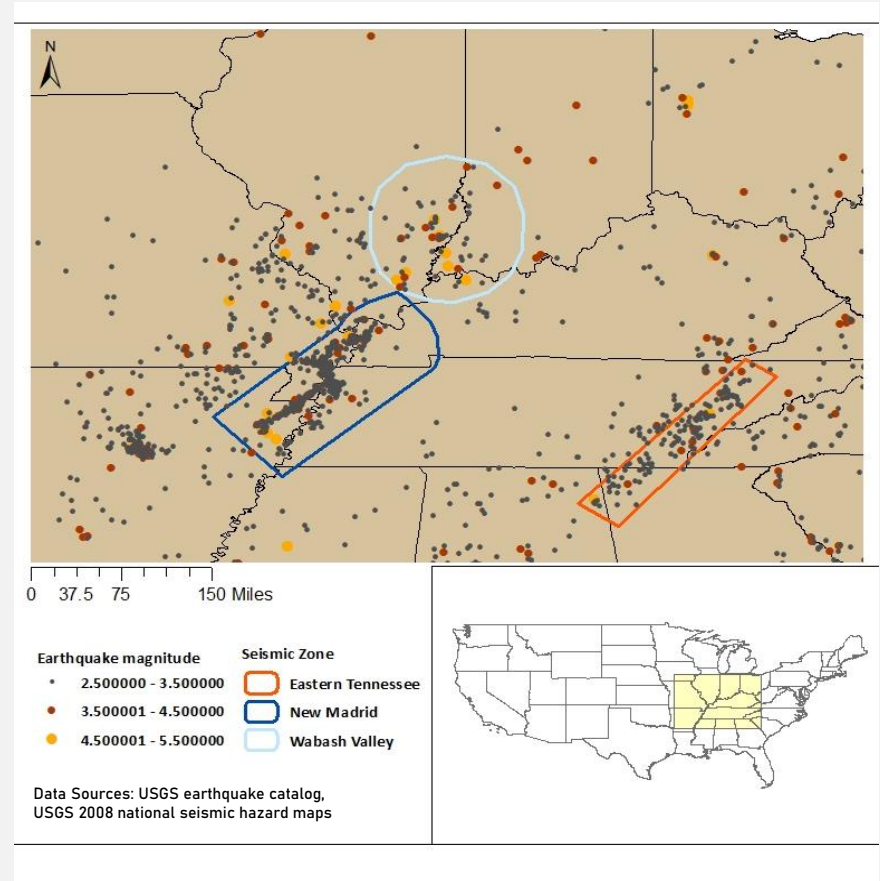 N
0 37.5 75 150 Miles
Earthquake magnitude
2.500000 - 3.500000
3.500001 - 4.500000
4.500001 - 5.500000
Seismic Zone
Eastern Tennessee
New Madrid
Wabash Valley
Data Sources: USGS earthquake catalog,
USGS 2008 national seismic hazard maps